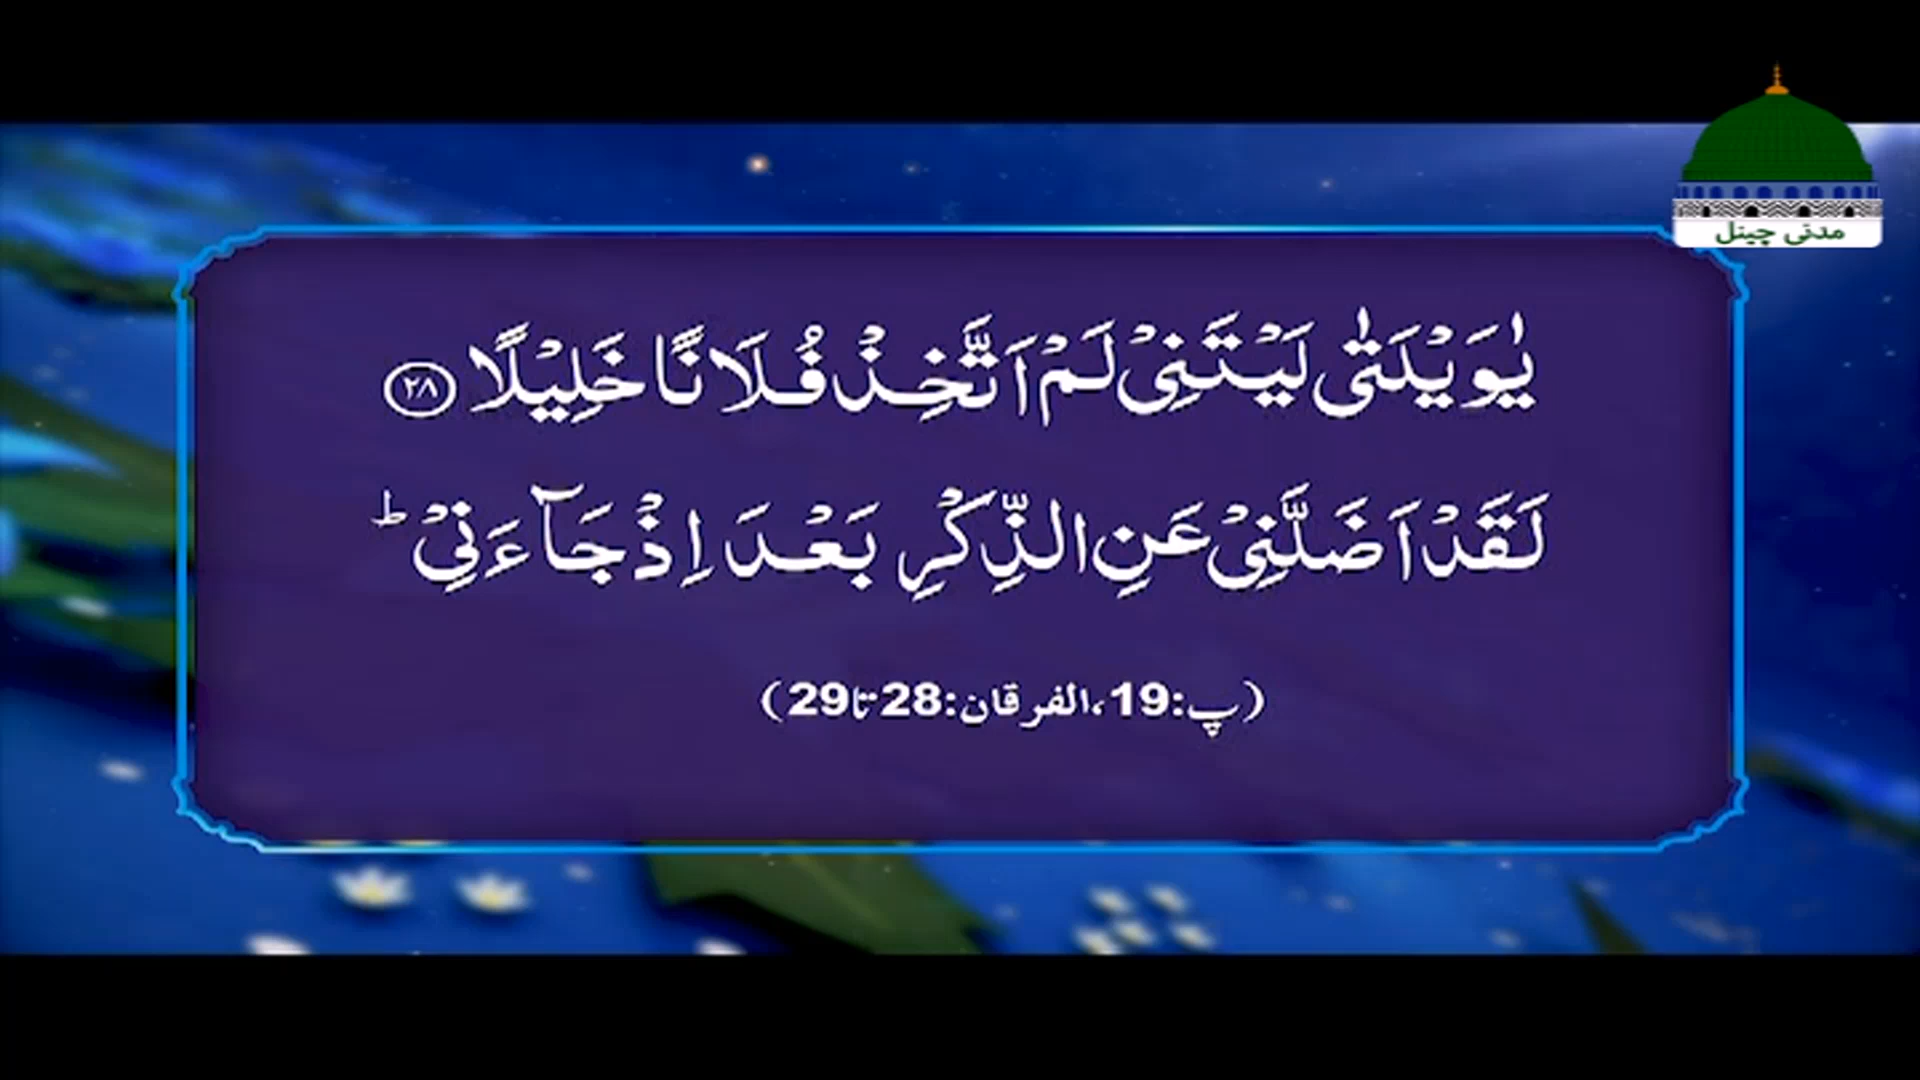 مدنی چینل
یٰوَیْلَتٰى لَیْتَنِیْ لَمْ اَتَّخِذْ فُلَانًا خَلِیْلًا ﴿۲۸﴾
لَقَدْ اَضَلَّنِیْ عَنِ الذِّكْرِ بَعْدَ اِذْ جَآءَنِیْ ؕ
(پ:19،الفرقان:28تا29)